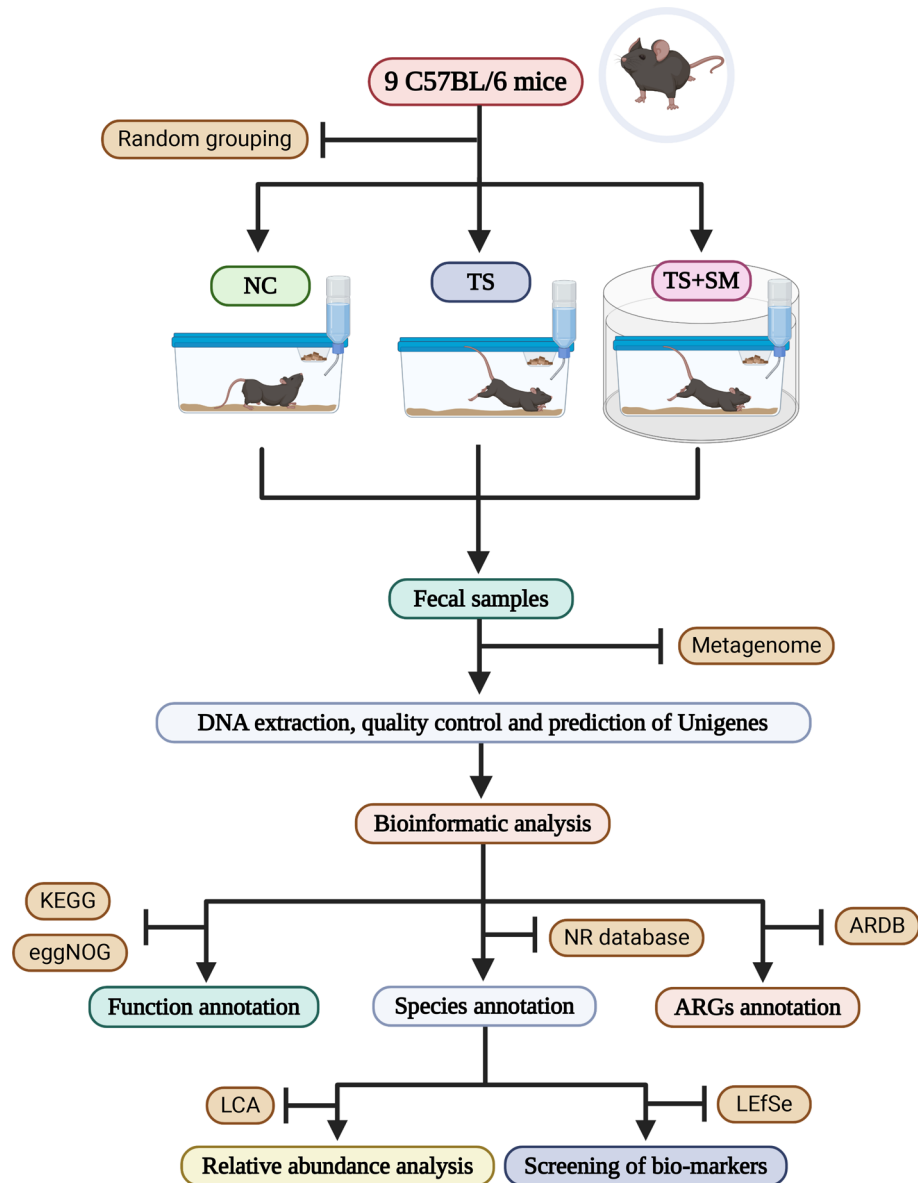 9 C57BL/6 mice
Random grouping
NC
TS
TS+SM
Fecal samples
Metagenome
DNA extraction, quality control and prediction of Unigenes
Bioinformatic analysis
KEGG
eggNOG
NR database
ARDB
Function annotation
Species annotation
ARGs annotation
LCA
LEfSe
Relative abundance analysis
Screening of bio-markers